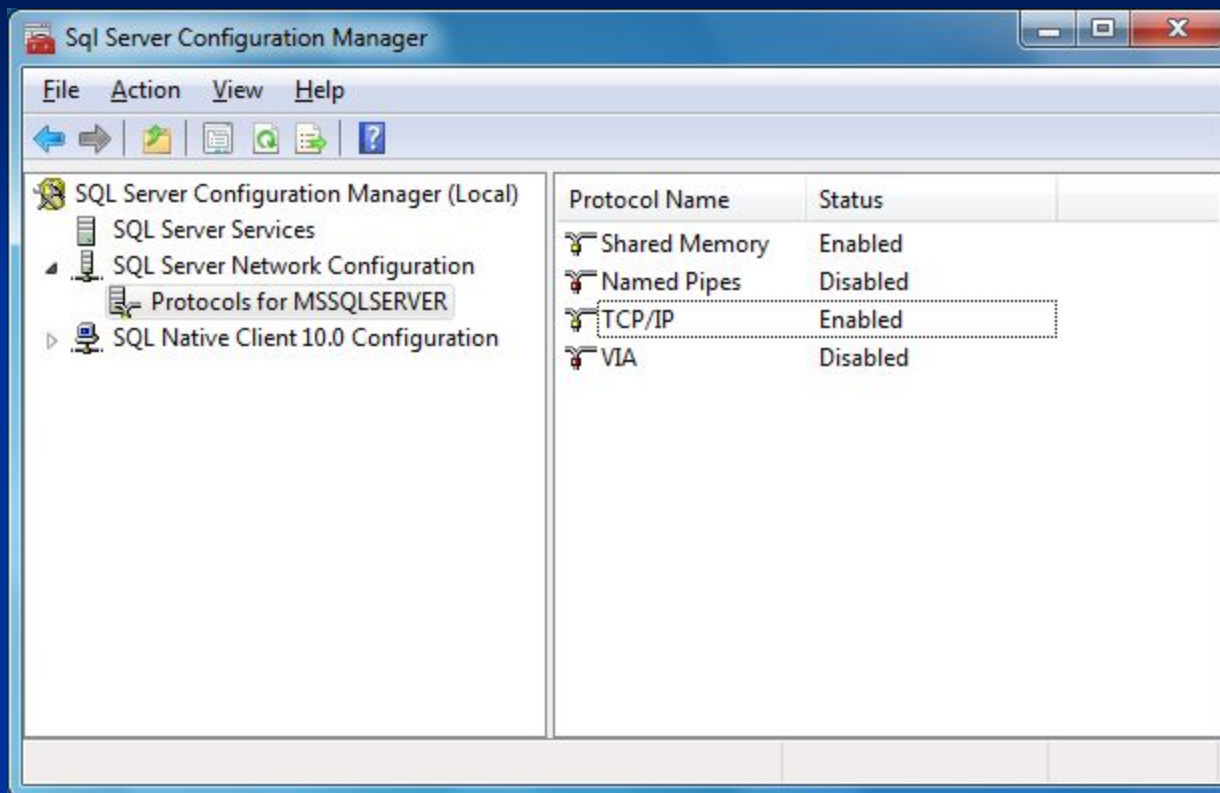 Sql Server Configuration Manager
File Action View Help
SQL Server Configuration Manager (Local)
SQL Server Services
SQL Server Network Configuration
Protocols for MSSQLSERVER
SQL Native Client 10.0 Configuration
Protocol Name Status
Shared Memory Enabled
Named Pipes Disabled
TCP/IP Enabled
VIA Disabled